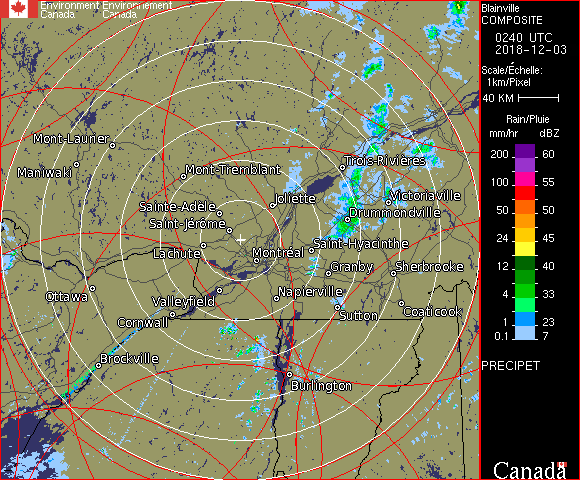 Environment Environnement
Canada Canada
Blainville
COMPOSITE
0240 UTC
2018-12-03
Scale/Échelle:
1km/Pixel
40 KM
Rain/Pluie
mm/hr dBZ
200 60
100 55
50 50
24 45
12 40
4 33
1 23
0.1 7
PRECIPET
Mont-Laurier
Maniwaki
Mont-Tremblant
Trois-Rivières
Sainte-Adèle
Joliette
Victoriaville
Saint-Jérôme
Drummondville
Lachute
Montréal
Saint-Hyacinthe
Granby
Sherbrooke
Ottawa
Valleyfield
Napierville
Cornwall
Sutton
Coaticook
Brockville
Burlington
Canada